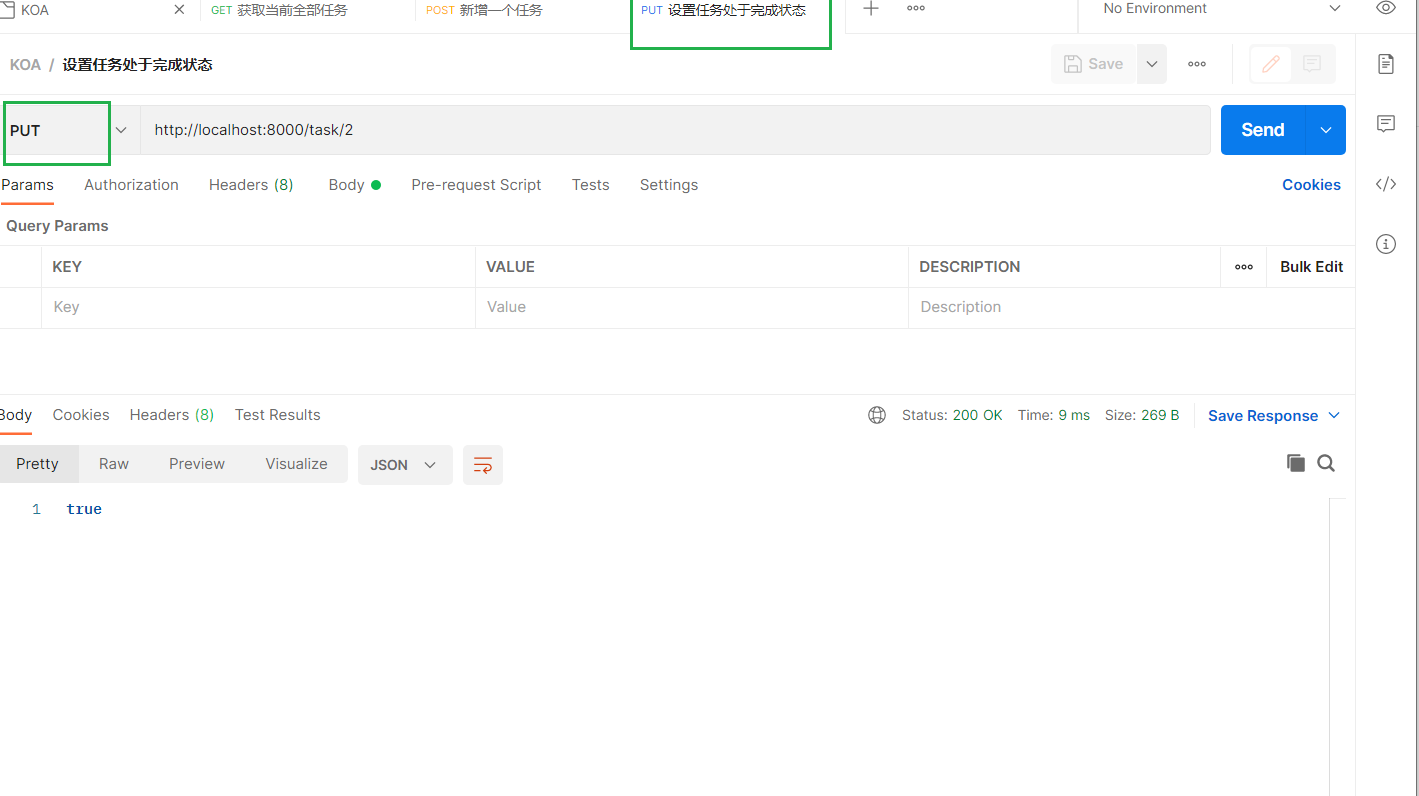 KOA GET 获取当前全部任务 POST 新增一个任务 PUT 设置任务处于完成状态 No Environment
KOA / 设置任务处于完成状态 Save
PUT http://localhost:8000/task/2 Send
Params Authorization Headers (8) Body Pre-request Script Tests Settings Cookies
Query Params
KEY VALUE DESCRIPTION Bulk Edit
Key Value Description
Body Cookies Headers (8) Test Results Status: 200 OK Time: 9 ms Size: 269 B Save Response
Pretty Raw Preview Visualize JSON
1 true